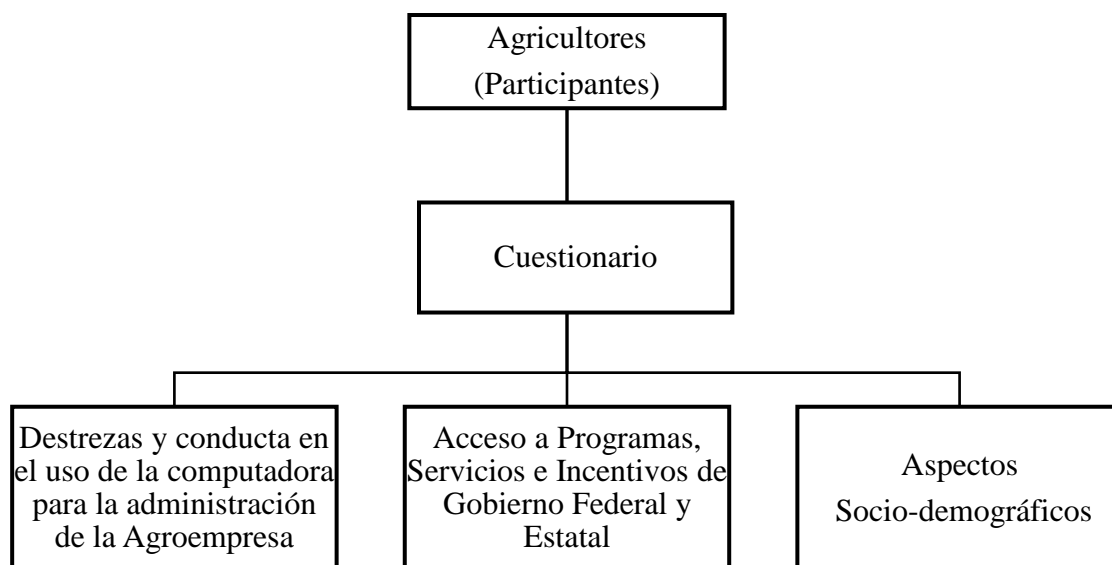 Agricultores
(Participantes)
Cuestionario
Destrezas y conducta en
el uso de la computadora
para la administración
de la Agroempresa
Acceso a Programas,
Servicios e Incentivos de
Gobierno Federal y
Estatal
Aspectos
Socio-demográficos